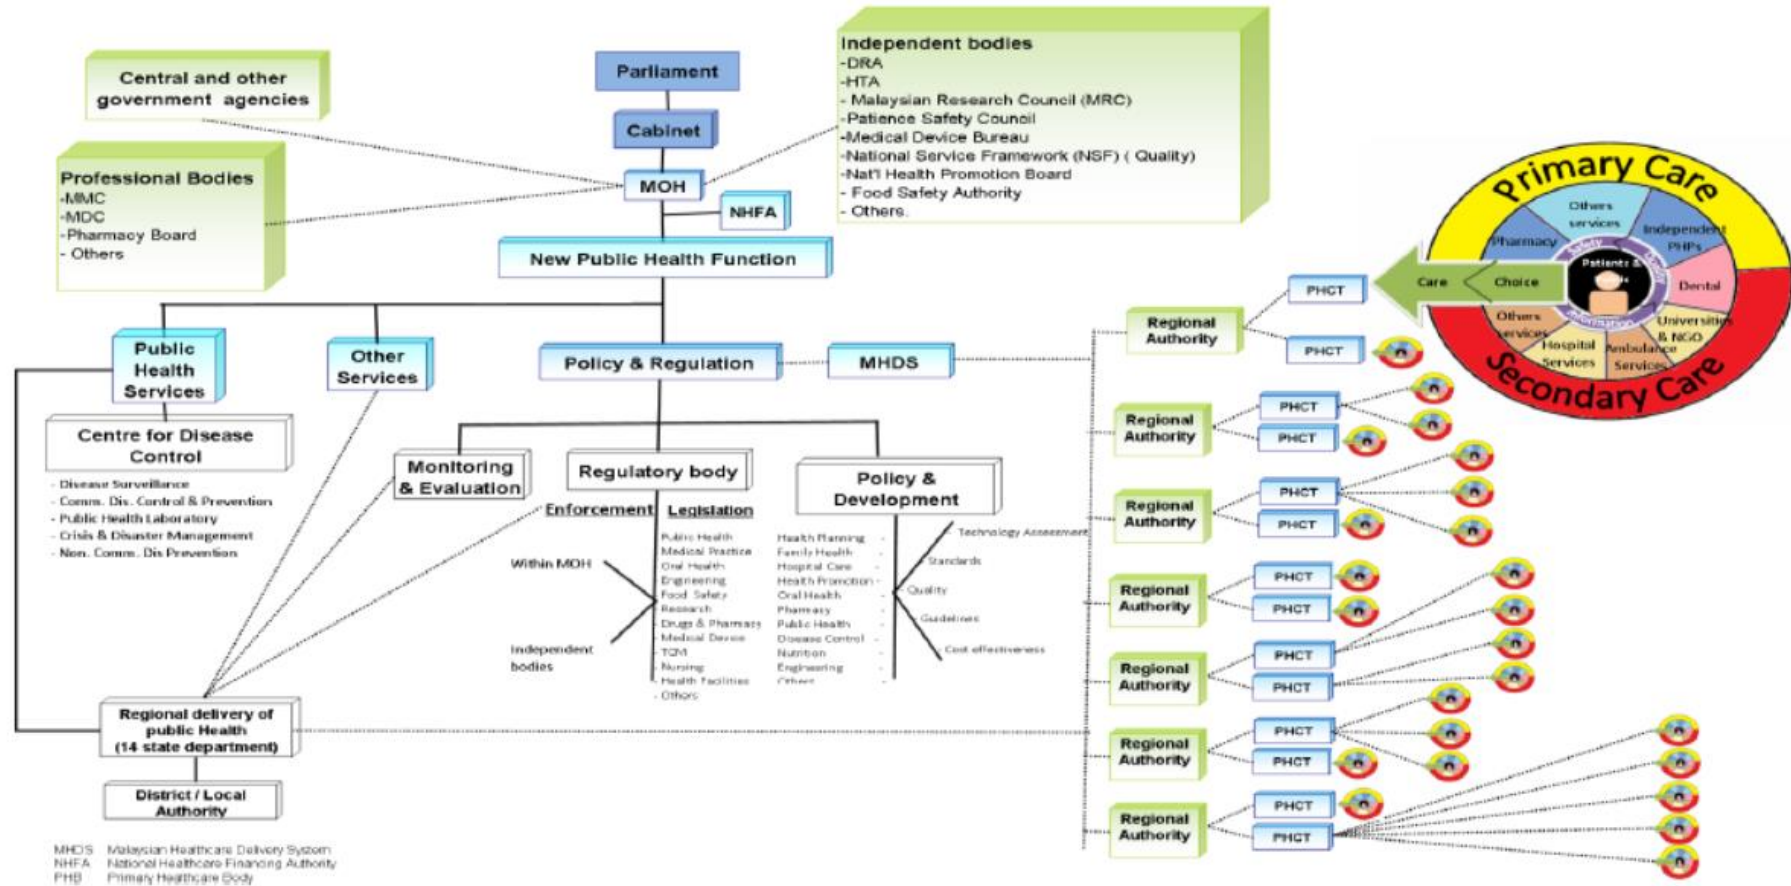 Central and other
government agencies
Parliament
Cabinet
MOH
NHFA
New Public Health Function
Independent bodies
-DRA
-HTA
- Malaysian Research Council (MRC)
-Patience Safety Council
-Medical Device Bureau
-National Service Framework (NSF) ( Quality)
-Nat'l Health Promotion Board
- Food Safety Authority
- Others.
Professional Bodies
-MMC
-MDC
-Pharmacy Board
- Others
Public
Health
Services
Other
Services
Policy & Regulation
MHDS
Centre for Disease
Control
- Disease Surveillance
- Comm. Dis. Control & Prevention
- Public Health Laboratory
- Crisis & Disaster Management
- Non. Comm. Dis Prevention
Monitoring
& Evaluation
Regulatory body
Policy &
Development
Enforcement
Legislation
Within MOH
Independent
bodies
Public Health
Medical Practice
Oral Health
Engineering
Food Safety
Research
Drugs & Pharmacy
- Medical Device
- TCM
- Nursing
- Health Facilities
- Others
Health Planning -
Family Health -
Hospital Care -
Health Promotion -
Oral Health -
Pharmacy -
Public Health -
Disease Control -
Nutrition -
Engineering -
Others -
- Technology Assessment
- Standards
- Quality
- Guidelines
- Cost effectiveness
Regional delivery of
public Health
(14 state department)
District / Local
Authority
MHDS Malaysian Healthcare Delivery System
NHFA National Healthcare Financing Authority
PHB Primary Healthcare Body
Regional
Authority
PHCT
PHCT
Regional
Authority
PHCT
PHCT
Regional
Authority
PHCT
PHCT
Regional
Authority
PHCT
PHCT
Regional
Authority
PHCT
PHCT
Regional
Authority
PHCT
PHCT
Regional
Authority
PHCT
PHCT
Primary Care
Others
services
Pharmacy
Independent
PHPs
Safety
Quality
Information
Patients &
Care
Choice
Dental
Others
services
Hospital
Services
Ambulance
Services
Universities
& NGO
Secondary Care